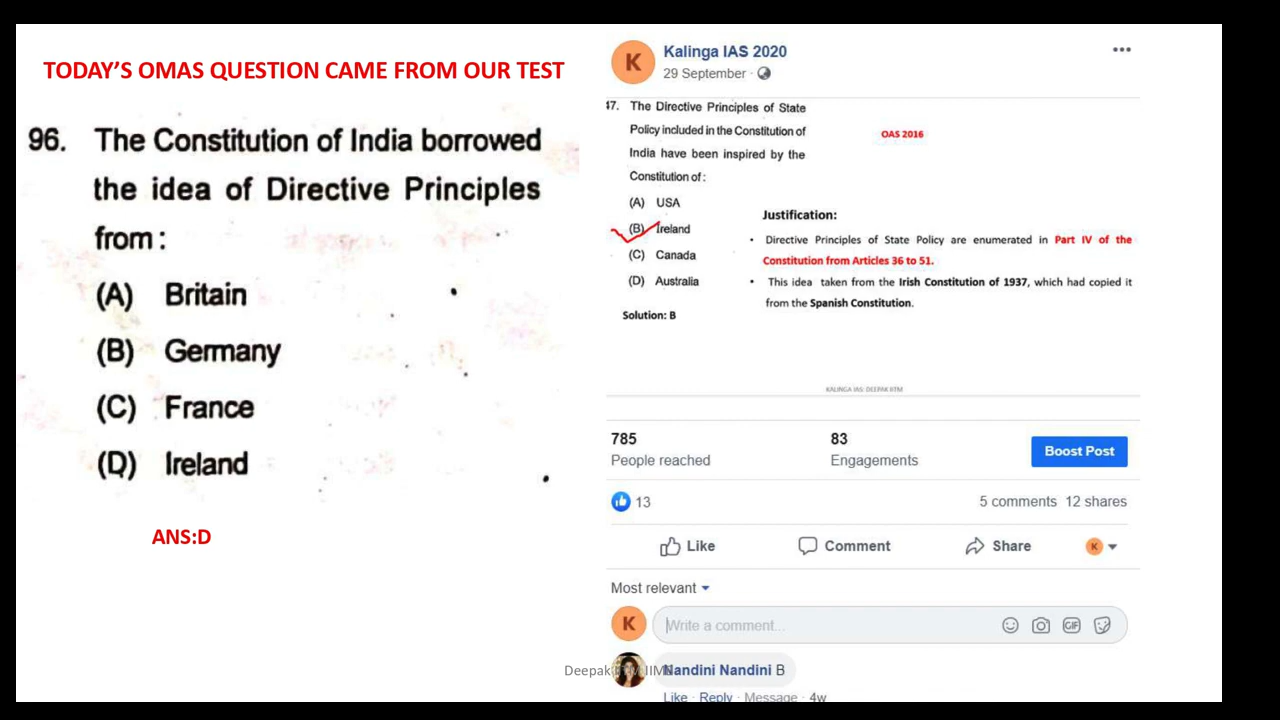 TODAY'S OMAS QUESTION CAME FROM OUR TEST
96. The Constitution of India borrowed
the idea of Directive Principles
from :
(A) Britain
(B) Germany
(C) France
(D) Ireland
ANS:D
K
Kalinga IAS 2020
29 September ·
47. The Directive Principles of State
Policy included in the Constitution of
India have been inspired by the
Constitution of :
(A) USA
(B) Ireland
(C) Canada
(D) Australia
Solution: B
OAS 2016
Justification:
• Directive Principles of State Policy are enumerated in Part IV of the
Constitution from Articles 36 to 51.
• This idea taken from the Irish Constitution of 1937, which had copied it
from the Spanish Constitution.
KALINGA IAS: DEEPAK IITM
785 83
People reached Engagements
Boost Post
13 5 comments 12 shares
Like Comment Share K
Most relevant
K Write a comment... GIF
Deepak Nandini Nandini B
Like · Reply · Message · 4w